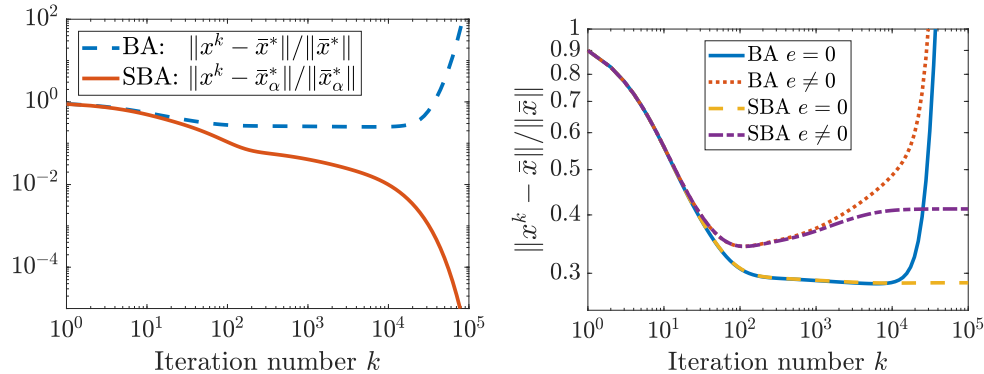 10^2
10^0
10^{-2}
10^{-4}
BA: ‖x^k − x̄^*‖/‖x̄^*‖
SBA: ‖x^k − x̄^*_α‖/‖x̄^*_α‖
10^0 10^1 10^2 10^3 10^4 10^5
Iteration number k
‖x^k − x̄‖/‖x̄‖
1
0.9
0.8
0.7
0.6
0.5
0.4
0.3
BA e = 0
BA e ≠ 0
SBA e = 0
SBA e ≠ 0
10^0 10^1 10^2 10^3 10^4 10^5
Iteration number k